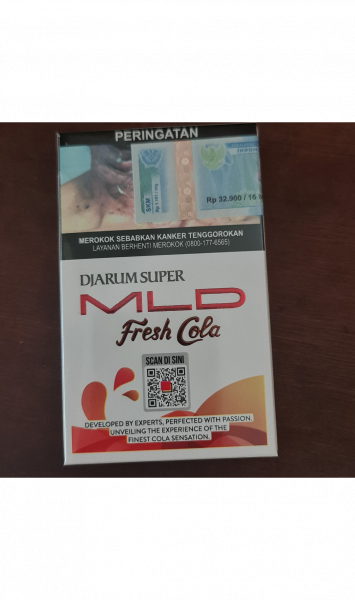 PERINGATAN
SKM
Rp 32.900 / 16
MEROKOK SEBABKAN KANKER TENGGOROKAN
LAYANAN BERHENTI MEROKOK (0800-177-6565)
DJARUM SUPER
MLD
Fresh Cola
SCAN DI SINI
DEVELOPED BY EXPERTS, PERFECTED WITH PASSION.
UNVEILING THE EXPERIENCE OF THE
FINEST COLA SENSATION.